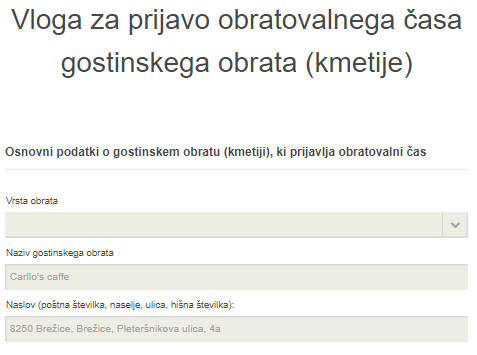 Vloga za prijavo obratovalnega časa
gostinskega obrata (kmetije)
Osnovni podatki o gostinskem obratu (kmetiji), ki prijavlja obratovalni čas
Vrsta obrata
Naziv gostinskega obrata
Carllo's caffe
Naslov (poštna številka, naselje, ulica, hišna številka):
8250 Brežice, Brežice, Pleteršnikova ulica, 4a